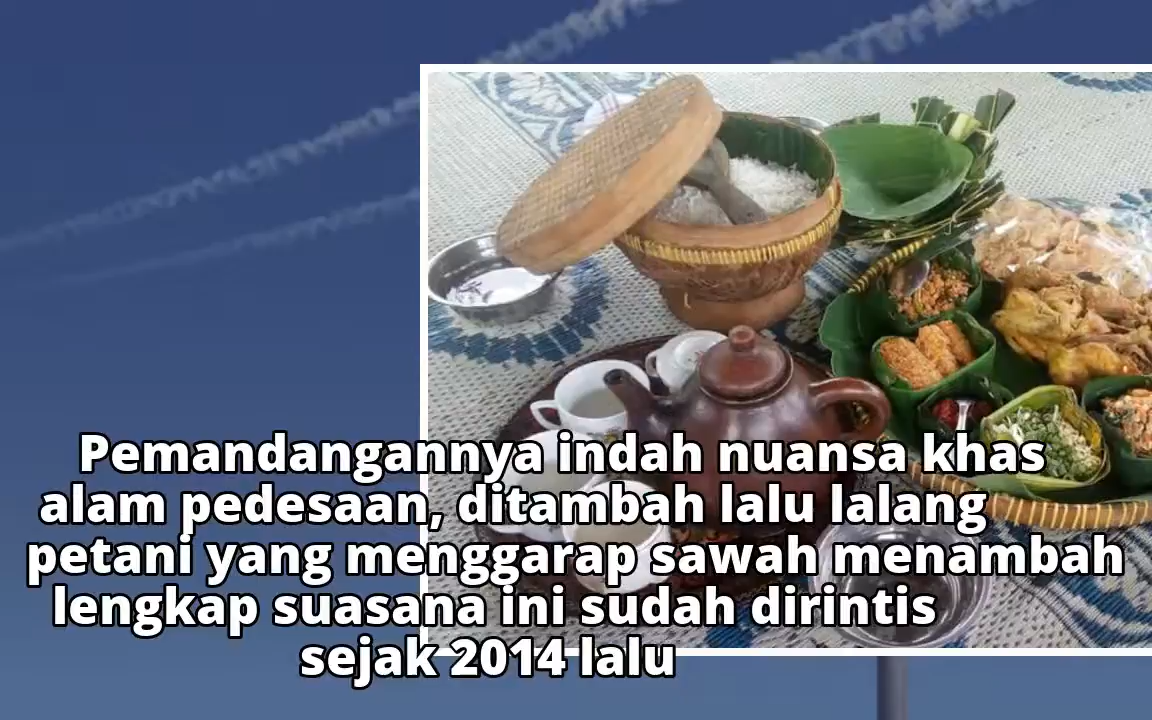 Pemandangannya indah nuansa khas
alam pedesaan, ditambah lalu lalang
petani yang menggarap sawah menambah
lengkap suasana ini sudah dirintis
sejak 2014 lalu